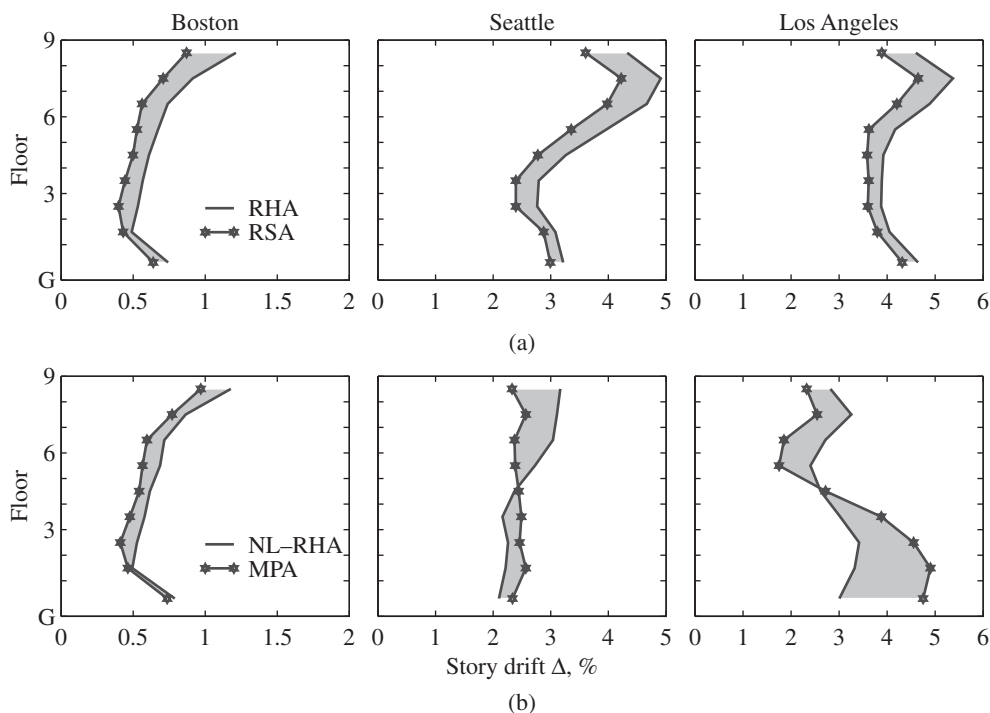 Boston Seattle Los Angeles
9
6
3
G
Floor
RHA
RSA
0 0.5 1 1.5 2 0 1 2 3 4 5 0 1 2 3 4 5 6
(a)
9
6
3
G
Floor
NL–RHA
MPA
0 0.5 1 1.5 2 0 1 2 3 4 5 0 1 2 3 4 5 6
Story drift Δ, %
(b)